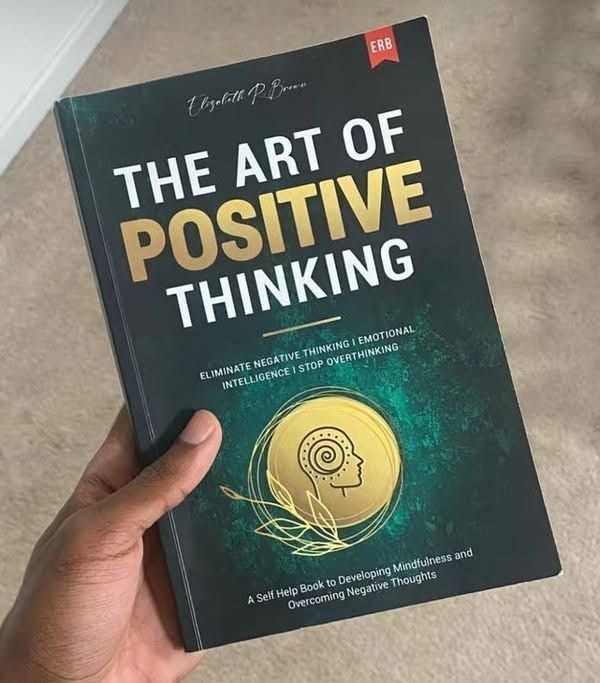 ERB
Elizabeth R. Brown
THE ART OF
POSITIVE
THINKING
ELIMINATE NEGATIVE THINKING I EMOTIONAL
INTELLIGENCE I STOP OVERTHINKING
A Self Help Book to Developing Mindfulness and
Overcoming Negative Thoughts